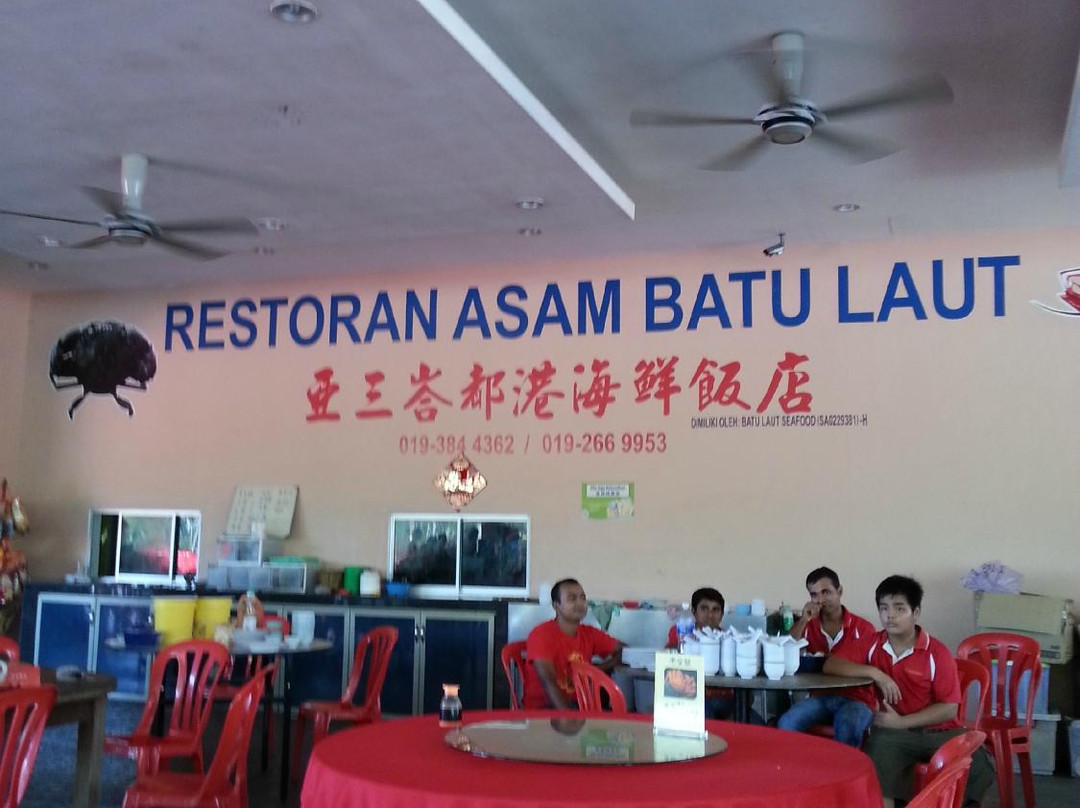 RESTORAN ASAM BATU LAUT
亚三峇都港海鲜飯店
DIMILIKI OLEH: BATU LAUT SEAFOOD (SA0229381)-H
019-384 4362 / 019-266 9953